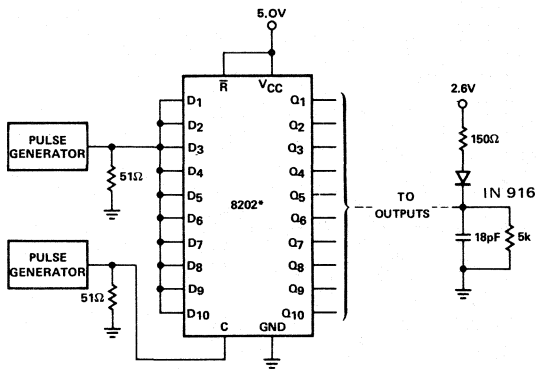 5.0V
R
VCC
D1
Q1
D2
Q2
D3
Q3
D4
Q4
D5
Q5
D6
Q6
D7
Q7
D8
Q8
D9
Q9
D10
Q10
8202*
C
GND
PULSE
GENERATOR
51Ω
PULSE
GENERATOR
51Ω
TO
OUTPUTS
2.6V
150Ω
IN 916
18pF
5k